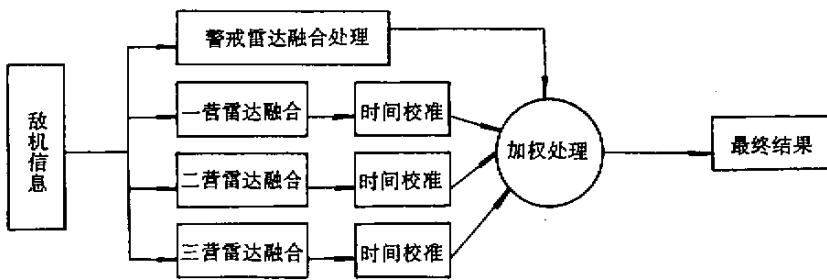 敌机信息
警戒雷达融合处理
一营雷达融合
时间校准
二营雷达融合
时间校准
三营雷达融合
时间校准
加权处理
最终结果